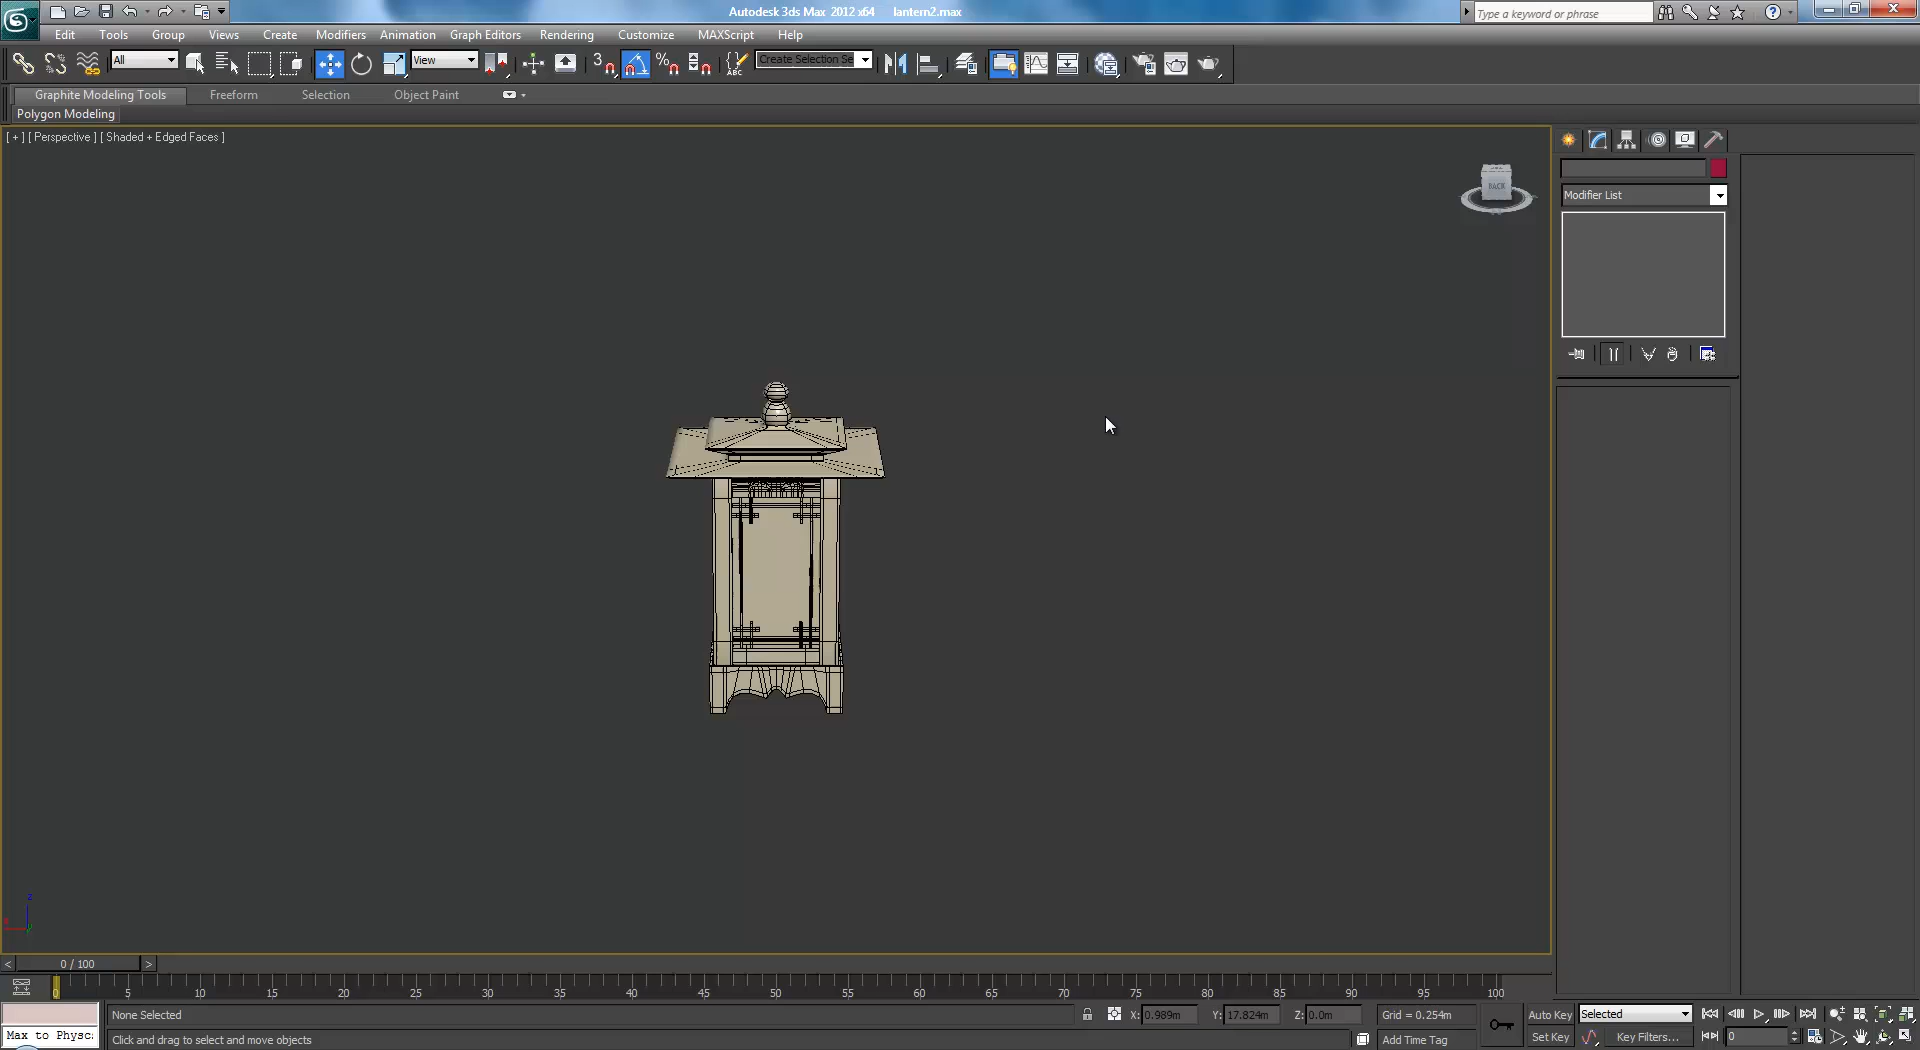 Autodesk 3ds Max 2012 x64 lantern2.max
Type a keyword or phrase
Edit Tools Group Views Create Modifiers Animation Graph Editors Rendering Customize MAXScript Help
All View Create Selection Se
Graphite Modeling Tools Freeform Selection Object Paint
Polygon Modeling
[ + ] [ Perspective ] [ Shaded + Edged Faces ]
BACK
Modifier List
z
< 0 / 100 >
0 5 10 15 20 25 30 35 40 45 50 55 60 65 70 75 80 85 90 95 100
None Selected X: 0.989m Y: 17.824m Z: 0.0m Grid = 0.254m Auto Key Selected
Max to Physc: Click and drag to select and move objects Add Time Tag Set Key Key Filters... 0